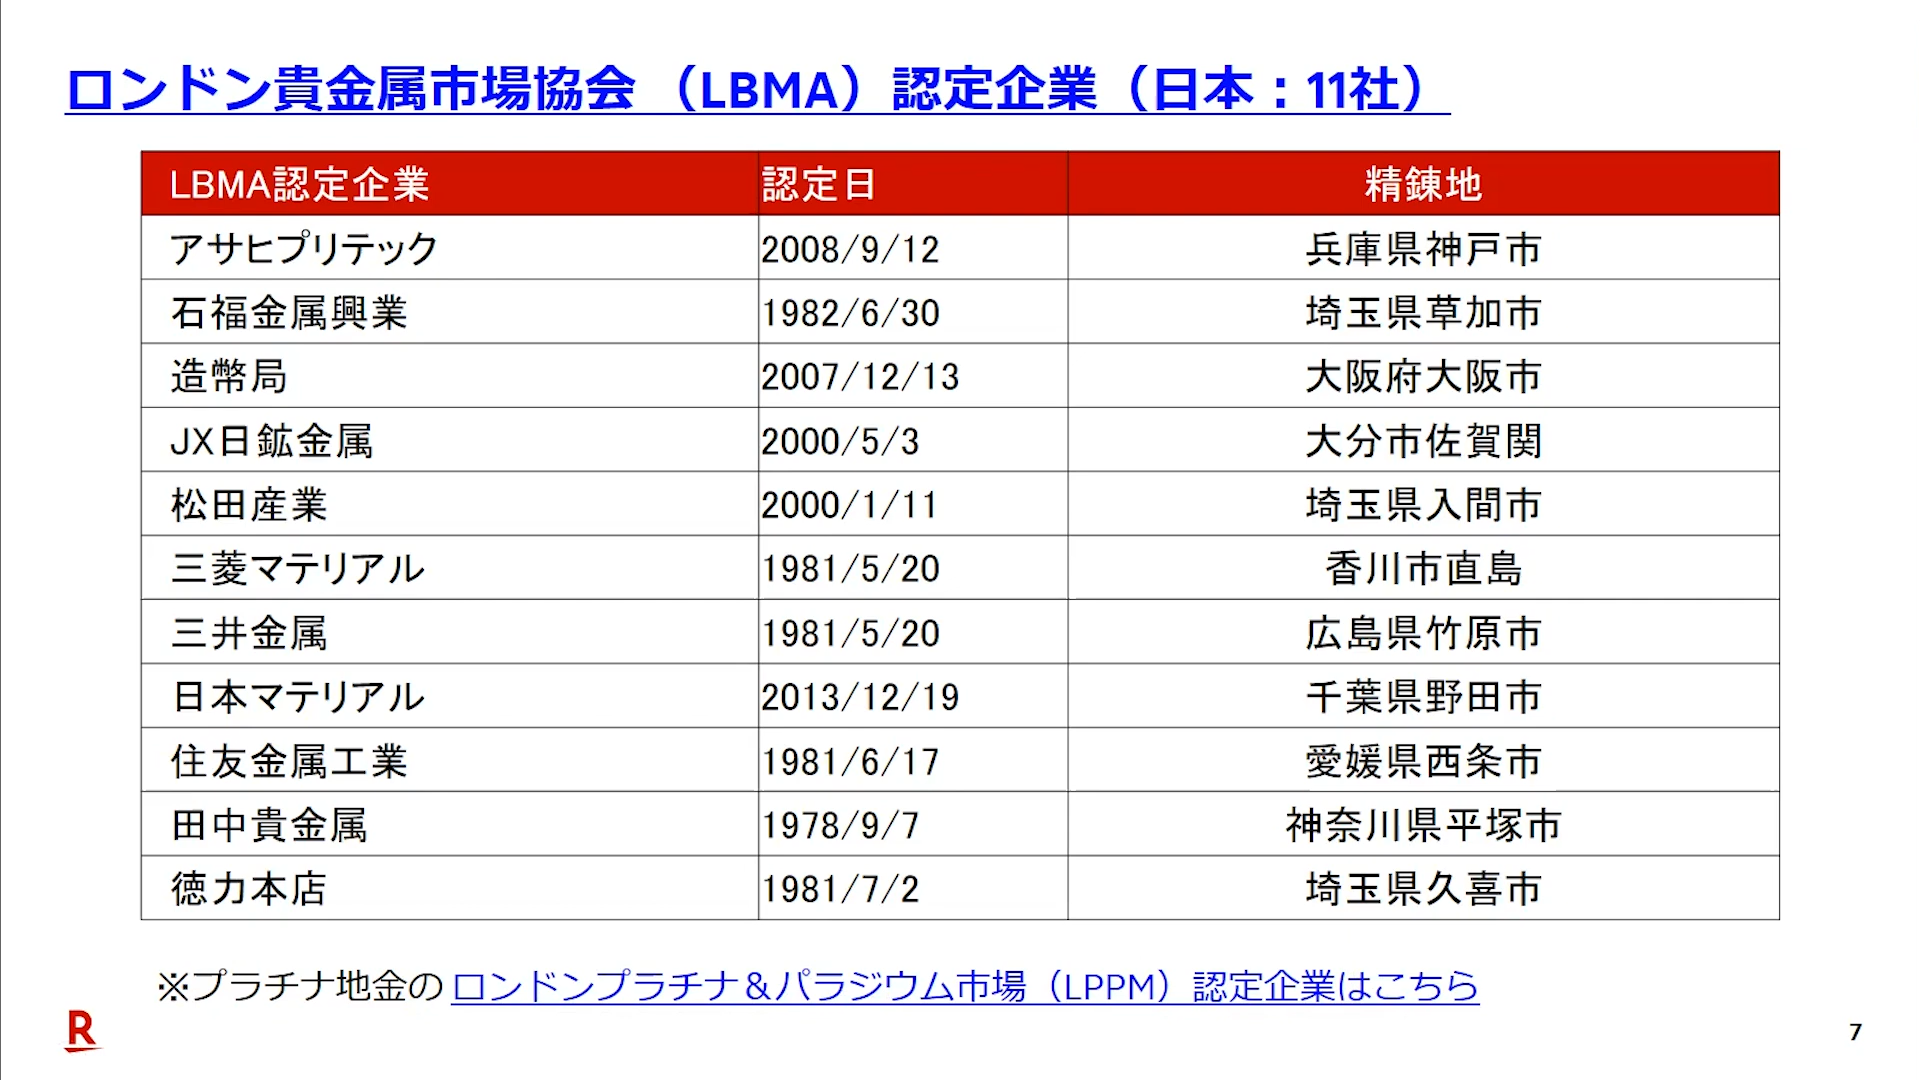 ロンドン貴金属市場協会 （LBMA）認定企業（日本：11社）
LBMA認定企業 認定日 精錬地
アサヒプリテック 2008/9/12 兵庫県神戸市
石福金属興業 1982/6/30 埼玉県草加市
造幣局 2007/12/13 大阪府大阪市
JX日鉱金属 2000/5/3 大分市佐賀関
松田産業 2000/1/11 埼玉県入間市
三菱マテリアル 1981/5/20 香川市直島
三井金属 1981/5/20 広島県竹原市
日本マテリアル 2013/12/19 千葉県野田市
住友金属工業 1981/6/17 愛媛県西条市
田中貴金属 1978/9/7 神奈川県平塚市
徳力本店 1981/7/2 埼玉県久喜市
※プラチナ地金の ロンドンプラチナ＆パラジウム市場（LPPM）認定企業はこちら
R
7